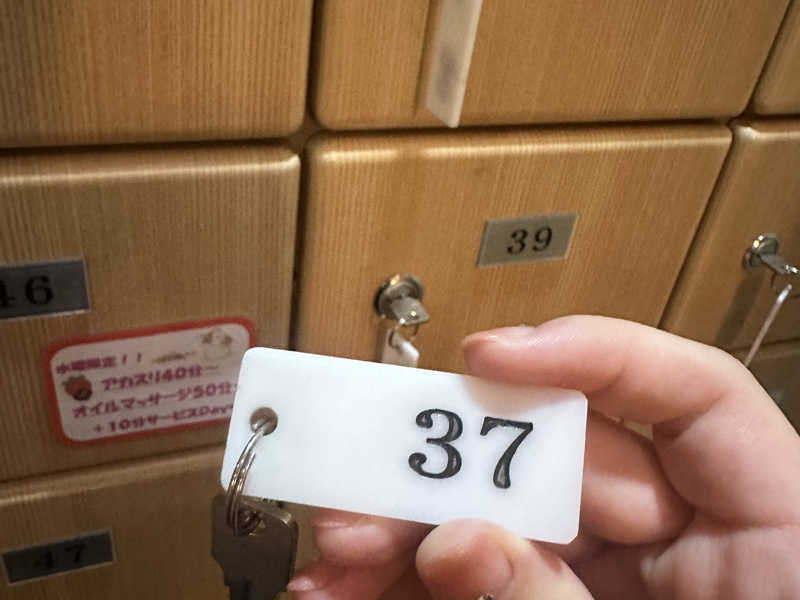 39
46
水曜限定!!
アカスリ40分～
オイルマッサージ50分～
+10分サービスDay
37
47